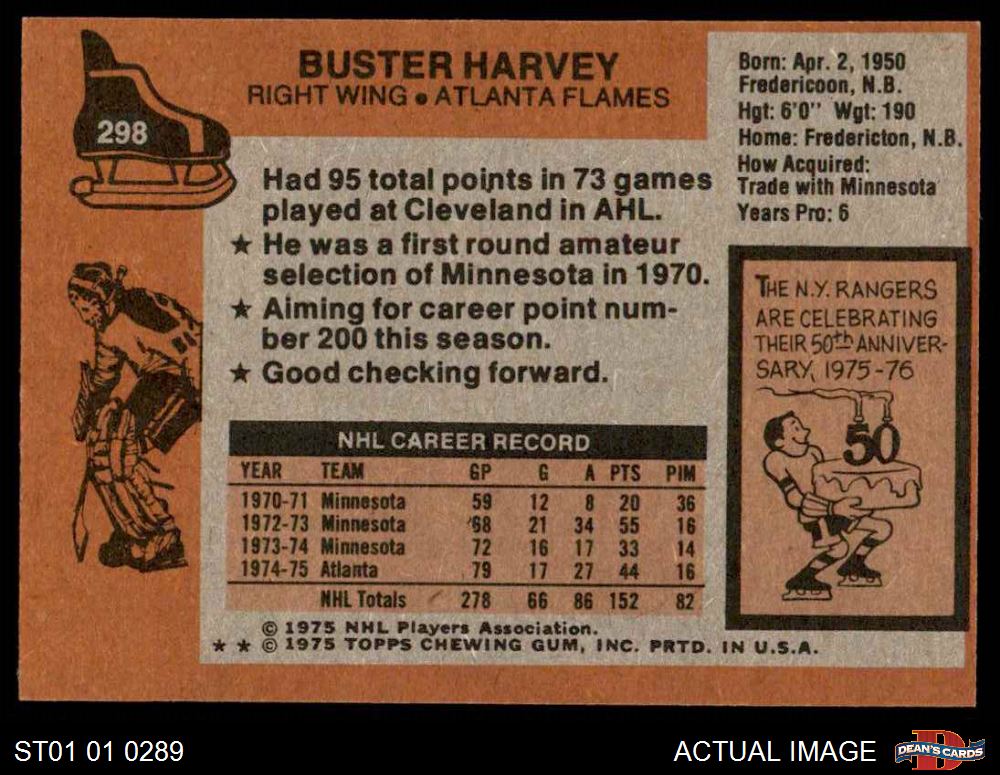 298
BUSTER HARVEY
RIGHT WING • ATLANTA FLAMES
Born: Apr. 2, 1950
Fredericoon, N.B.
Hgt: 6'0" Wgt: 190
Home: Fredericton, N.B.
How Acquired:
Trade with Minnesota
Years Pro: 6
Had 95 total points in 73 games
played at Cleveland in AHL.
★ He was a first round amateur
selection of Minnesota in 1970.
★ Aiming for career point num-
ber 200 this season.
★ Good checking forward.
THE N.Y. RANGERS
ARE CELEBRATING
THEIR 50th ANNIVER-
SARY, 1975-76
50
NHL CAREER RECORD
YEAR TEAM GP G A PTS PIM
1970-71 Minnesota 59 12 8 20 36
1972-73 Minnesota 68 21 34 55 16
1973-74 Minnesota 72 16 17 33 14
1974-75 Atlanta 79 17 27 44 16
NHL Totals 278 66 86 152 82
© 1975 NHL Players Association.
★ ★ © 1975 TOPPS CHEWING GUM, INC. PRTD. IN U.S.A.
ST01 01 0289
ACTUAL IMAGE
D
DEAN'S CARDS